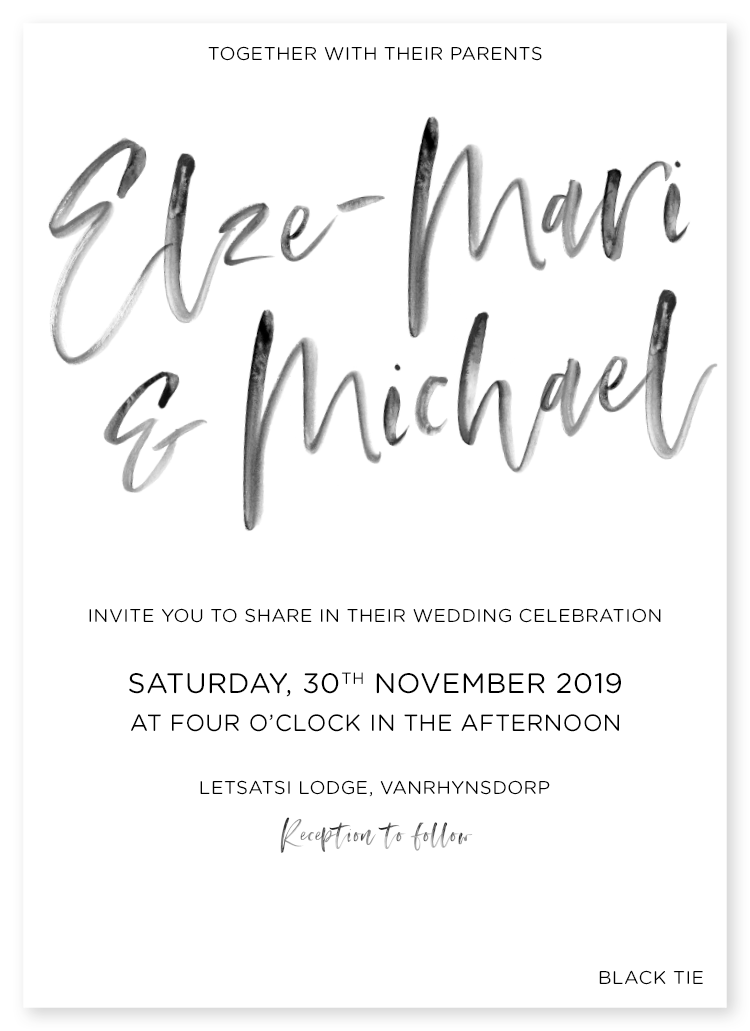 TOGETHER WITH THEIR PARENTS
Elze-Mari
& Michael
INVITE YOU TO SHARE IN THEIR WEDDING CELEBRATION
SATURDAY, 30TH NOVEMBER 2019
AT FOUR O’CLOCK IN THE AFTERNOON
LETSATSI LODGE, VANRHYNSDORP
Reception to follow
BLACK TIE